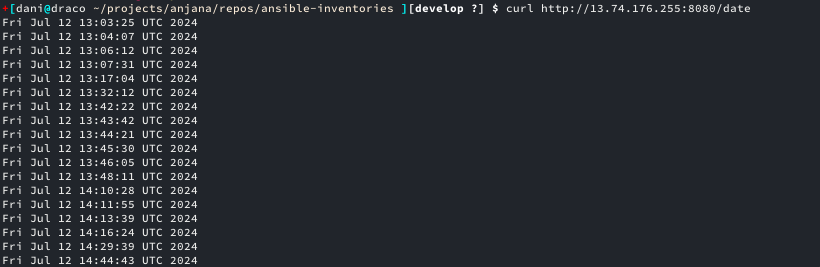 +[dani@draco ~/projects/anjana/repos/ansible-inventories ][develop ?] $ curl http://13.74.176.255:8080/date
Fri Jul 12 13:03:25 UTC 2024
Fri Jul 12 13:04:07 UTC 2024
Fri Jul 12 13:06:12 UTC 2024
Fri Jul 12 13:07:31 UTC 2024
Fri Jul 12 13:17:04 UTC 2024
Fri Jul 12 13:32:12 UTC 2024
Fri Jul 12 13:42:22 UTC 2024
Fri Jul 12 13:43:42 UTC 2024
Fri Jul 12 13:44:21 UTC 2024
Fri Jul 12 13:45:30 UTC 2024
Fri Jul 12 13:46:05 UTC 2024
Fri Jul 12 13:48:11 UTC 2024
Fri Jul 12 14:10:28 UTC 2024
Fri Jul 12 14:11:55 UTC 2024
Fri Jul 12 14:13:39 UTC 2024
Fri Jul 12 14:16:24 UTC 2024
Fri Jul 12 14:29:39 UTC 2024
Fri Jul 12 14:44:43 UTC 2024